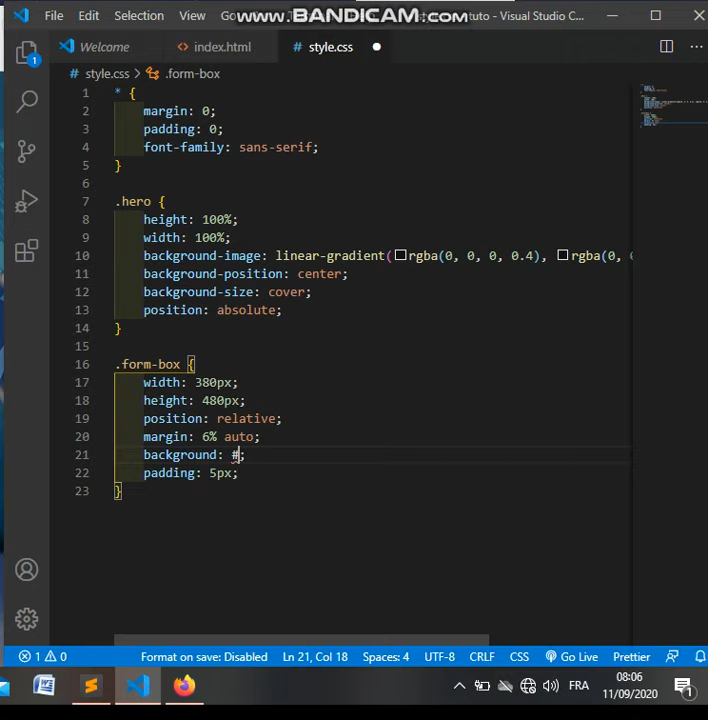 File Edit Selection View Go www.BANDICAM.com tuto - Visual Studio C...
Welcome index.html # style.css
# style.css > .form-box
1 * {
2 margin: 0;
3 padding: 0;
4 font-family: sans-serif;
5 }
6
7 .hero {
8 height: 100%;
9 width: 100%;
10 background-image: linear-gradient(rgba(0, 0, 0, 0.4), rgba(0, 0
11 background-position: center;
12 background-size: cover;
13 position: absolute;
14 }
15
16 .form-box {
17 width: 380px;
18 height: 480px;
19 position: relative;
20 margin: 6% auto;
21 background: #;
22 padding: 5px;
23 }
1
1 0 Format on save: Disabled Ln 21, Col 18 Spaces: 4 UTF-8 CRLF CSS Go Live Prettier
FRA 08:06
11/09/2020 1